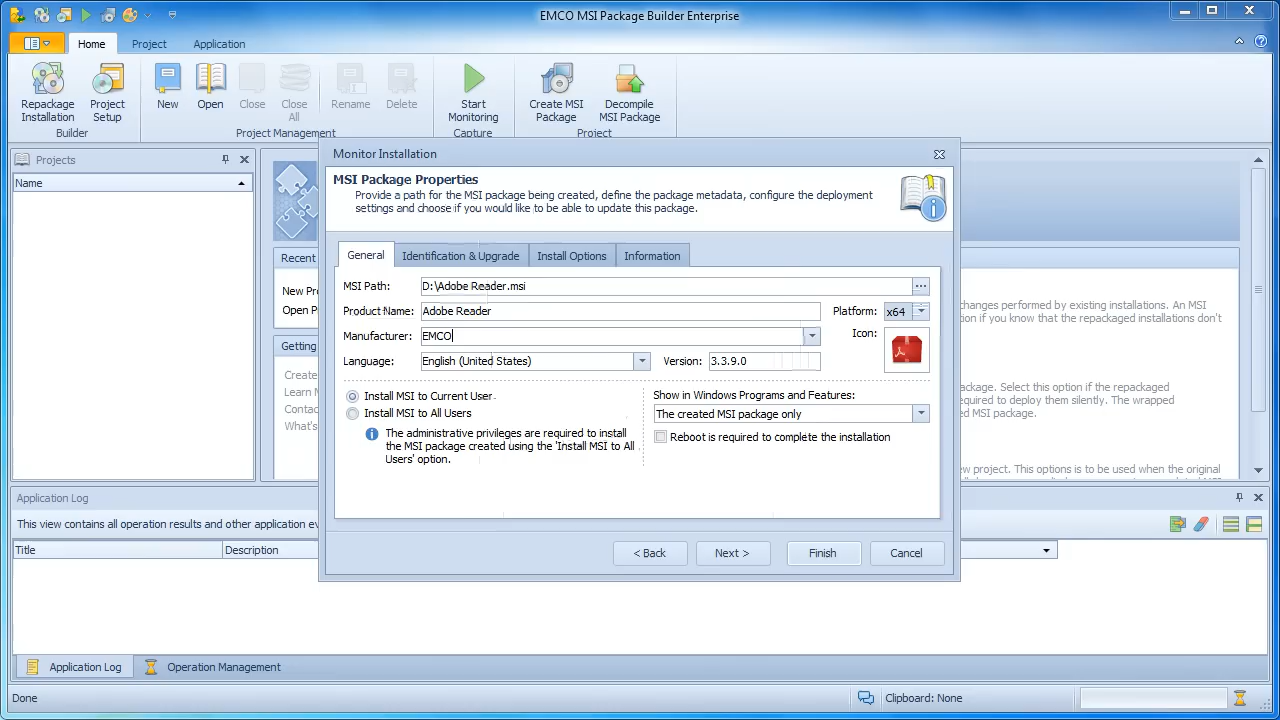 EMCO MSI Package Builder Enterprise
Home
Project
Application
Repackage
Installation
Project
Setup
Builder
New
Open
Close
Close
All
Rename
Delete
Project Management
Start
Monitoring
Capture
Create MSI
Package
Decompile
MSI Package
Project
Projects
Name
Monitor Installation
MSI Package Properties
Provide a path for the MSI package being created, define the package metadata, configure the deployment
settings and choose if you would like to be able to update this package.
General
Identification & Upgrade
Install Options
Information
MSI Path:
D:\Adobe Reader.msi
Product Name:
Adobe Reader
Platform:
x64
Manufacturer:
EMCO
Icon:
Language:
English (United States)
Version:
3.3.9.0
Install MSI to Current User
Install MSI to All Users
The administrative privileges are required to install
the MSI package created using the 'Install MSI to All
Users' option.
Show in Windows Programs and Features:
The created MSI package only
Reboot is required to complete the installation
< Back
Next >
Finish
Cancel
Recent
New Pr
Open P
Getting
Create
Learn M
Contac
What's
changes performed by existing installations. An MSI
tion if you know that the repackaged installations don't
ackage. Select this option if the repackaged
equired to deploy them silently. The wrapped
MSI package.
ew project. This options is to be used when the original
Application Log
This view contains all operation results and other application ev
Title
Description
Application Log
Operation Management
Done
Clipboard: None